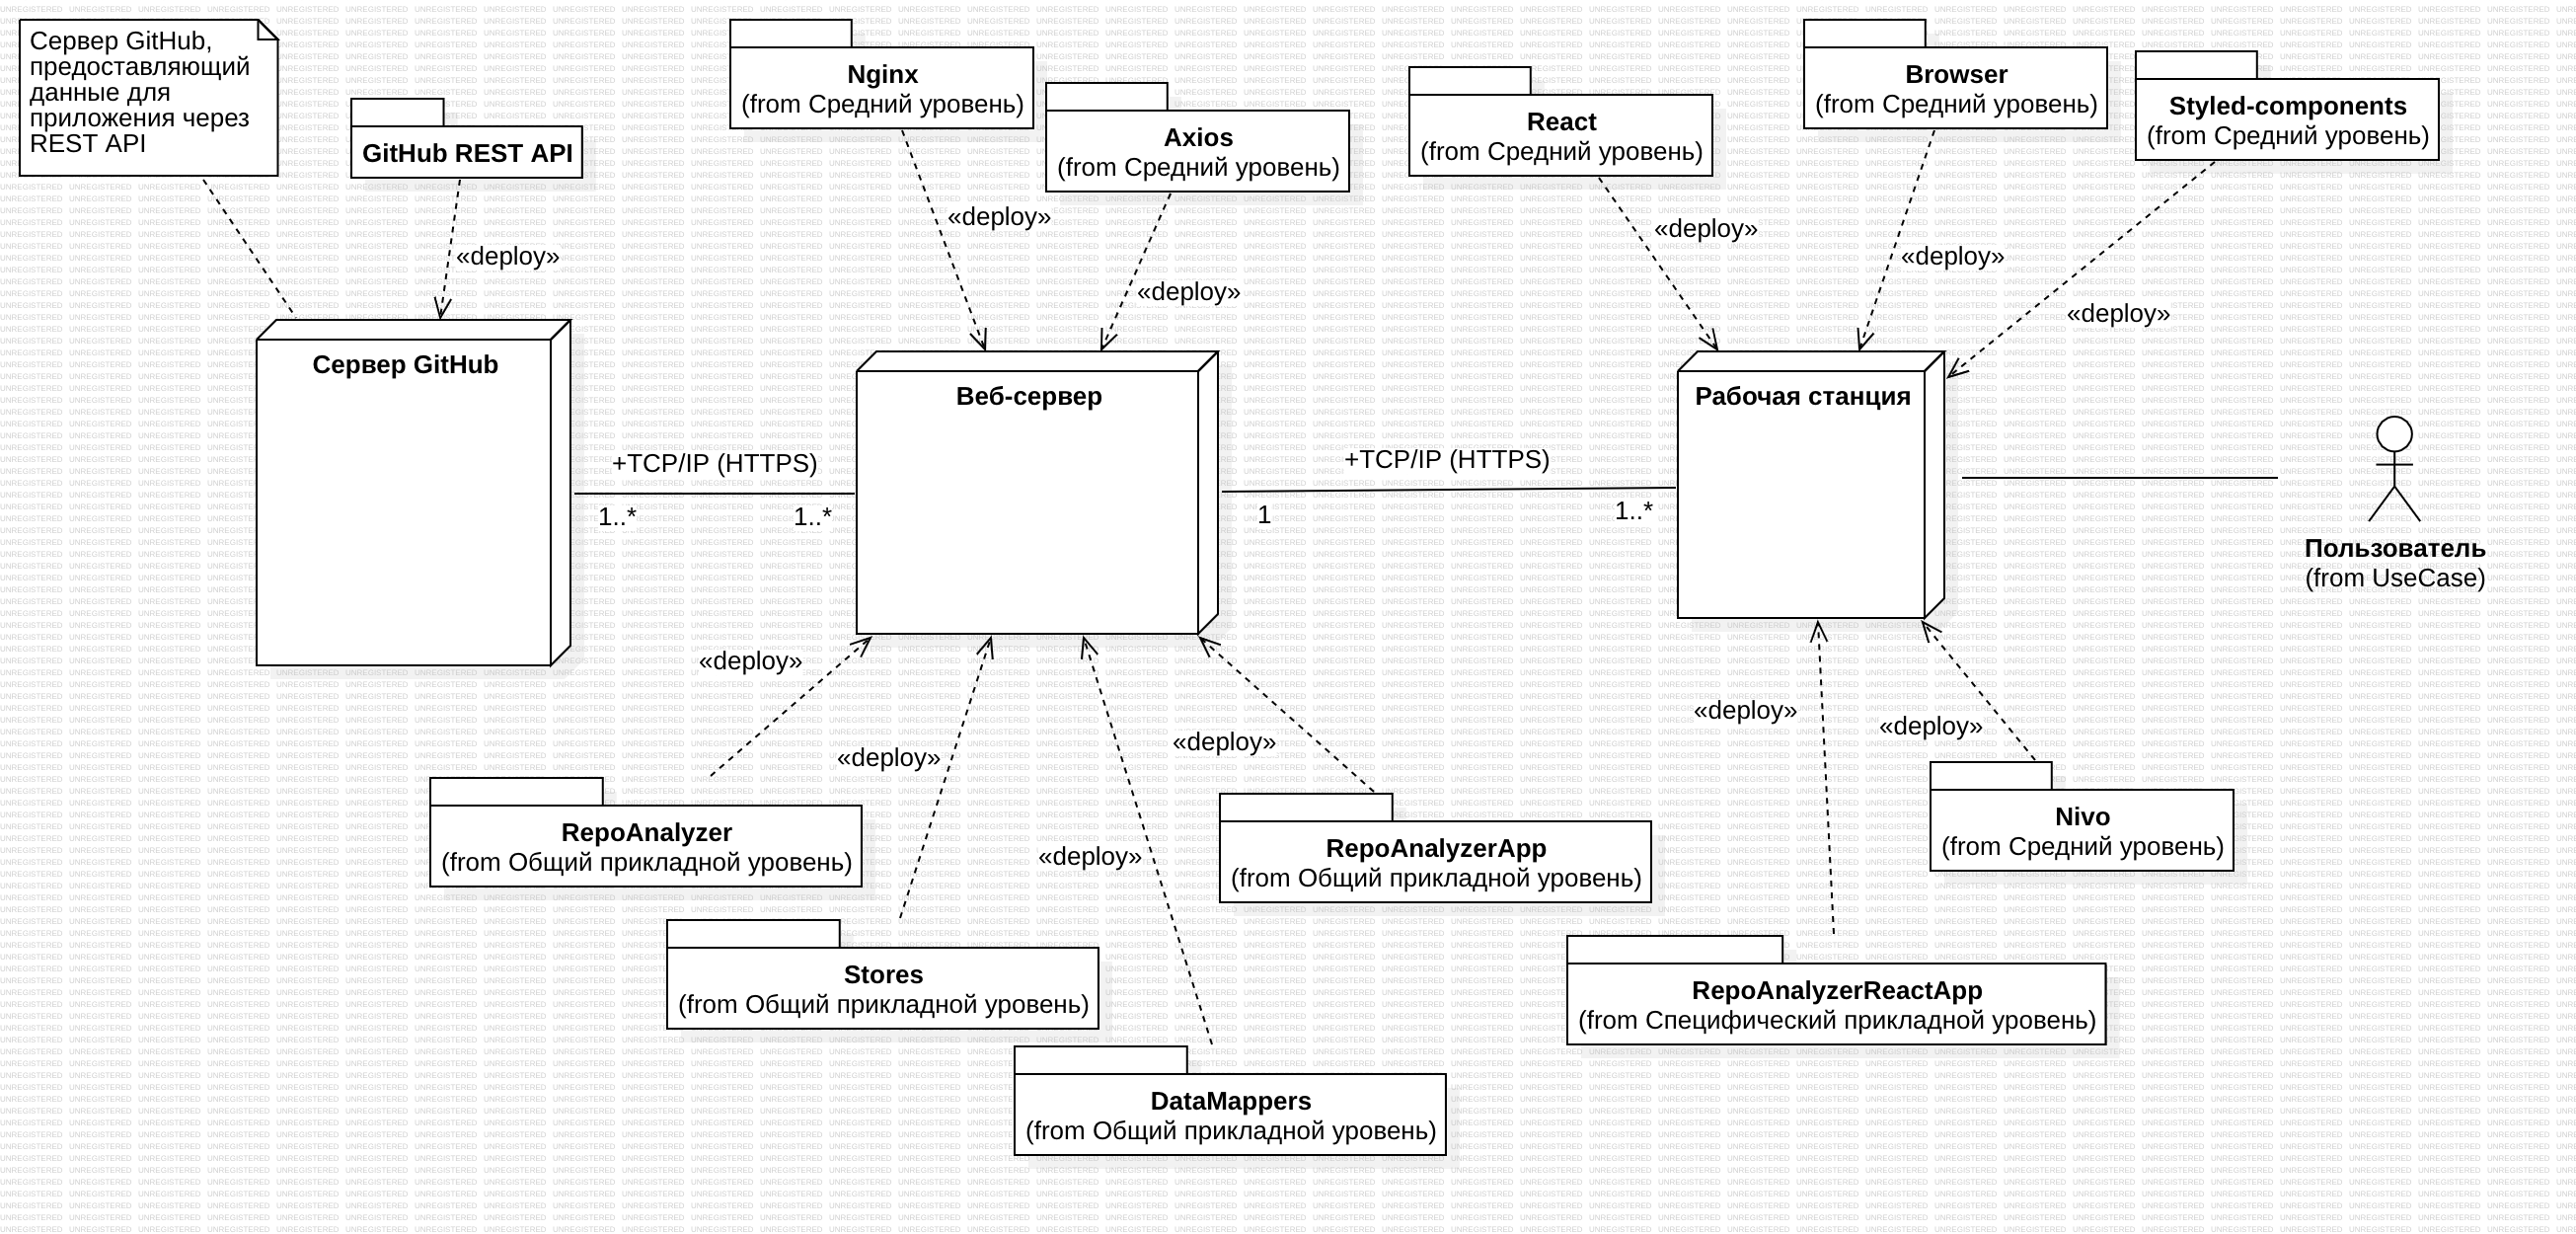 Сервер GitHub,
предоставляющий
данные для
приложения через
REST API
GitHub REST API
«deploy»
Nginx
(from Средний уровень)
«deploy»
Axios
(from Средний уровень)
«deploy»
React
(from Средний уровень)
«deploy»
Browser
(from Средний уровень)
«deploy»
Styled-components
(from Средний уровень)
«deploy»
Сервер GitHub
+TCP/IP (HTTPS)
1..*
1..*
Веб-сервер
+TCP/IP (HTTPS)
1
1..*
Рабочая станция
Пользователь
(from UseCase)
«deploy»
RepoAnalyzer
(from Общий прикладной уровень)
«deploy»
Stores
(from Общий прикладной уровень)
«deploy»
DataMappers
(from Общий прикладной уровень)
«deploy»
RepoAnalyzerApp
(from Общий прикладной уровень)
«deploy»
RepoAnalyzerReactApp
(from Специфический прикладной уровень)
«deploy»
Nivo
(from Средний уровень)
UNREGISTERED